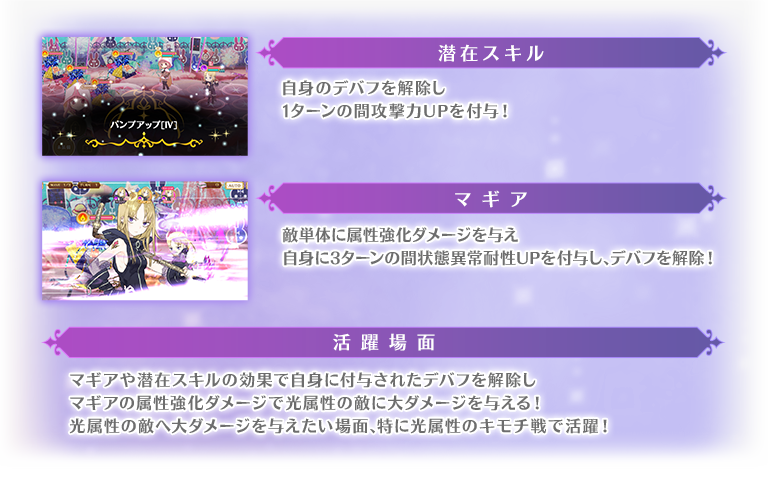 潜在スキル
自身のデバフを解除し
1ターンの間攻撃力UPを付与！
バンプアップ[Ⅳ]
マギア
敵単体に属性強化ダメージを与え
自身に3ターンの間状態異常耐性UPを付与し、デバフを解除！
活躍場面
マギアや潜在スキルの効果で自身に付与されたデバフを解除し
マギアの属性強化ダメージで光属性の敵に大ダメージを与える！
光属性の敵へ大ダメージを与えたい場面、特に光属性のキモチ戦で活躍！